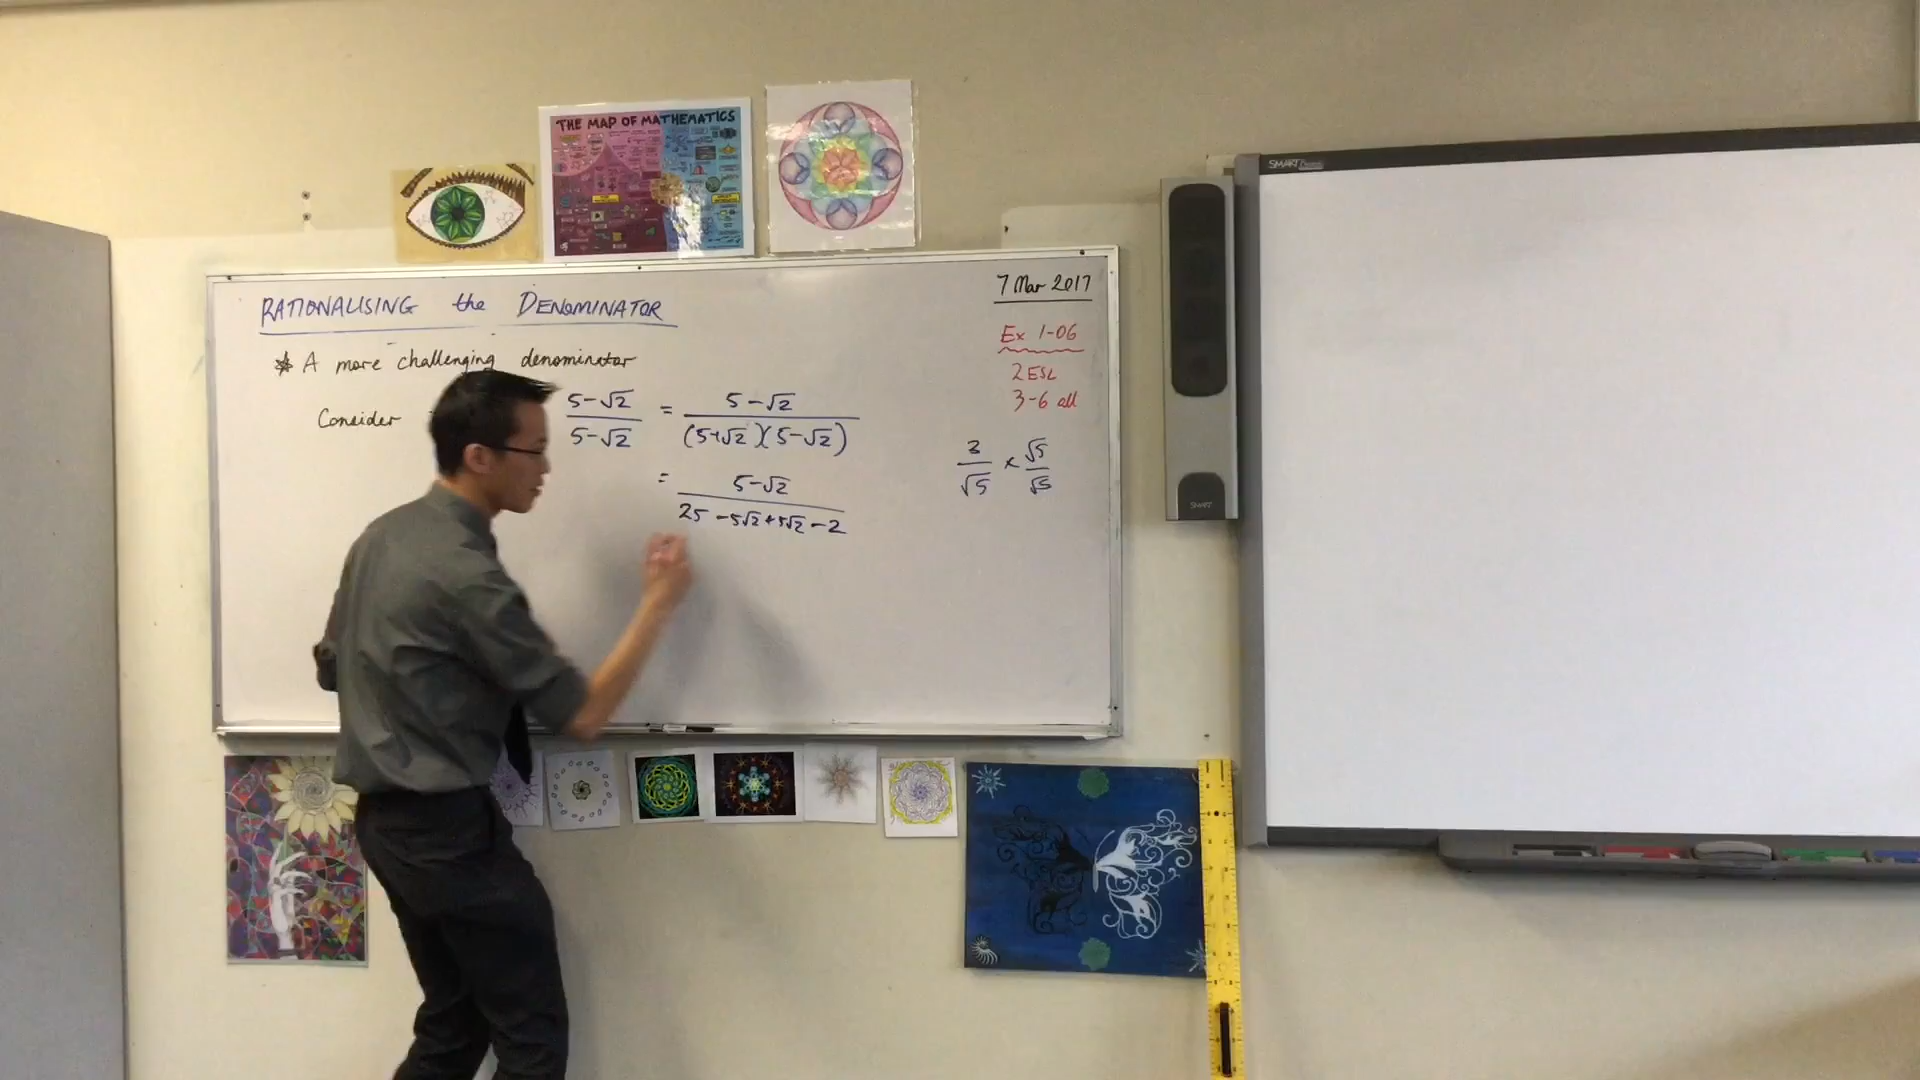 THE MAP OF MATHEMATICS
SMART
RATIONALISING the DENOMINATOR
7 Mar 2017
* A more challenging denominator
Ex 1-06
2 ESL
3-6 all
Consider
5-√2 / 5-√2 = 5-√2 / (5+√2)(5-√2)
= 5-√2 / 25-5√2+5√2-2
3/√5 × √5/√5
SMART